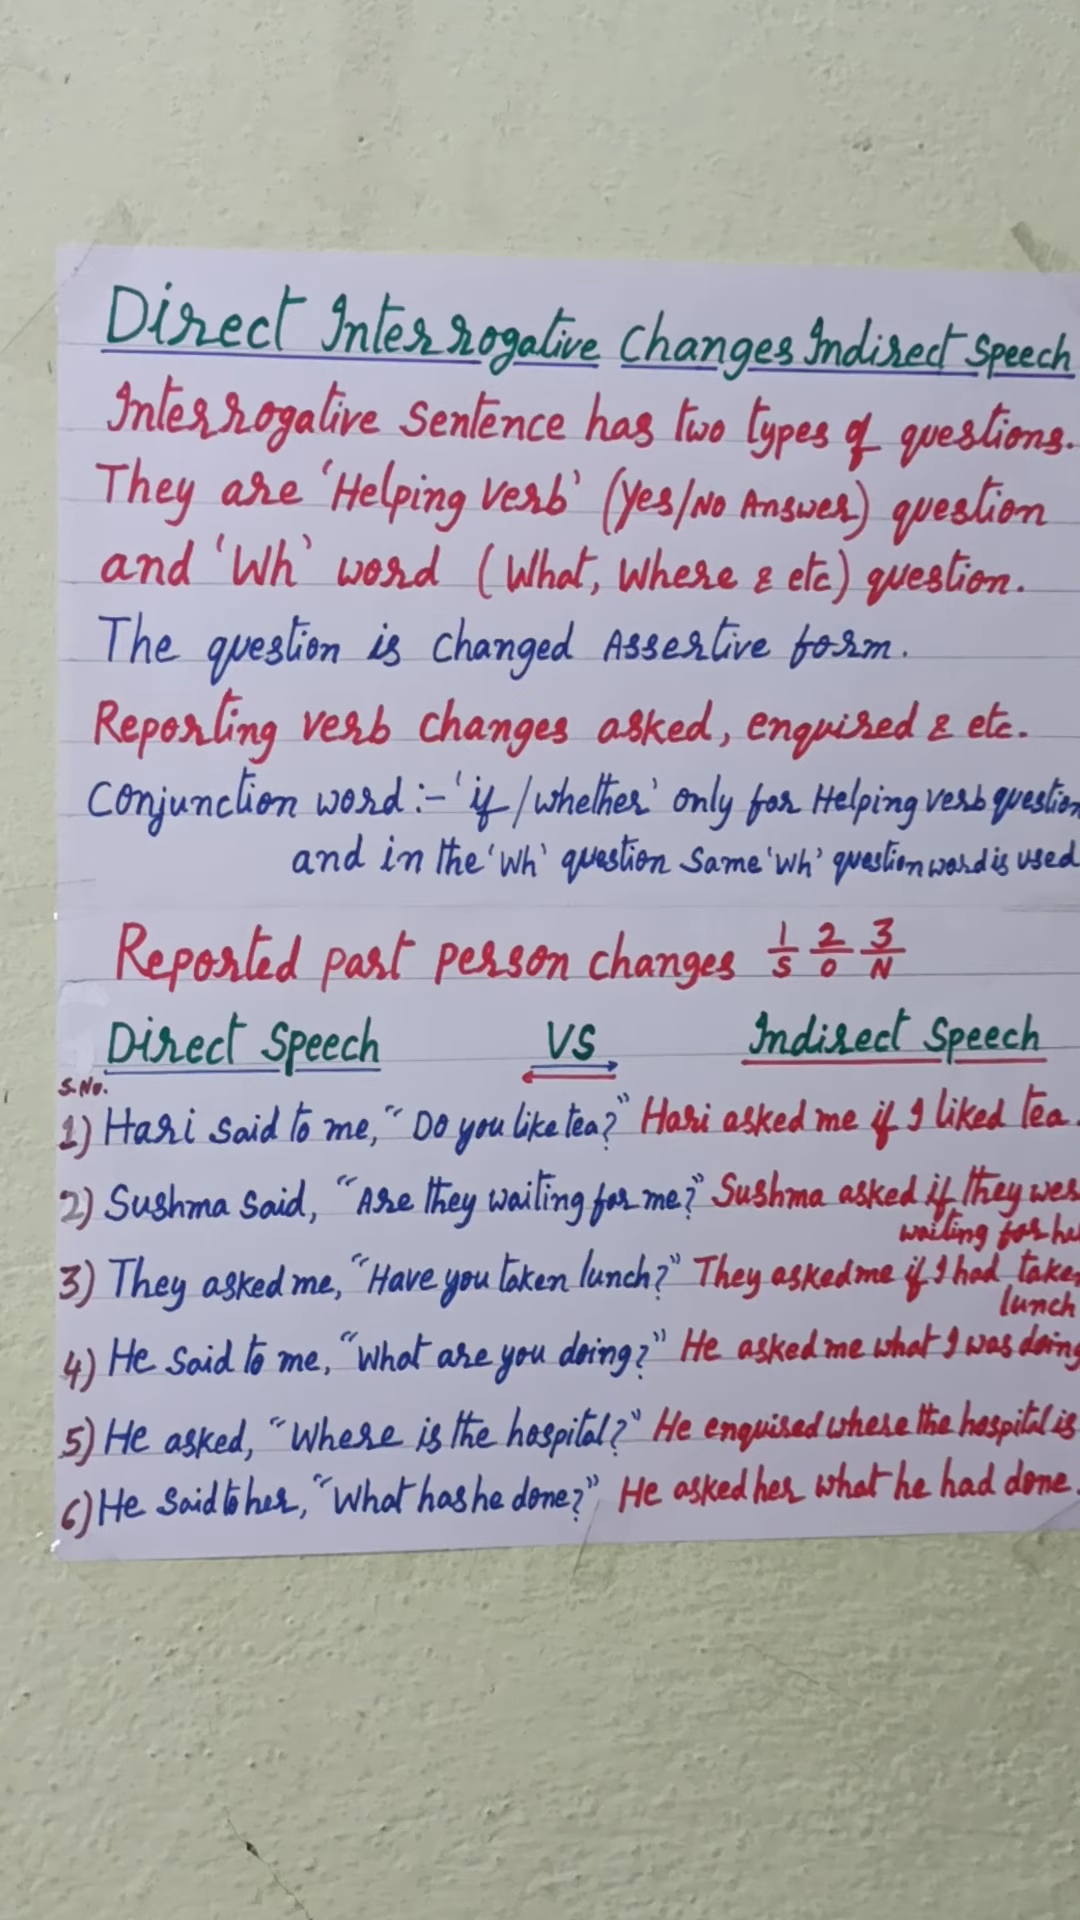 Direct Interrogative Changes Indirect Speech
Interrogative Sentence has two types of questions.
They are 'Helping Verb' (Yes/No Answer) question
and 'Wh' word (What, Where & etc) question.
The question is changed Assertive form.
Reporting verb changes asked, enquired & etc.
Conjunction word :- 'if/whether' only for Helping verb question
and in the 'Wh' question Same 'Wh' question word is used
Reported past person changes 1/S 2/O 3/N
Direct Speech VS Indirect Speech
S.No.
1) Hari said to me, "Do you like tea?" Hari asked me if I liked tea.
2) Sushma said, "Are they waiting for me?" Sushma asked if they wer
waiting for he
3) They asked me, "Have you taken lunch?" They asked me if I had taken
lunch
4) He said to me, "What are you doing?" He asked me what I was doing
5) He asked, "Where is the hospital?" He enquired where the hospital is
6) He said to her, "What has he done?" He asked her what he had done.